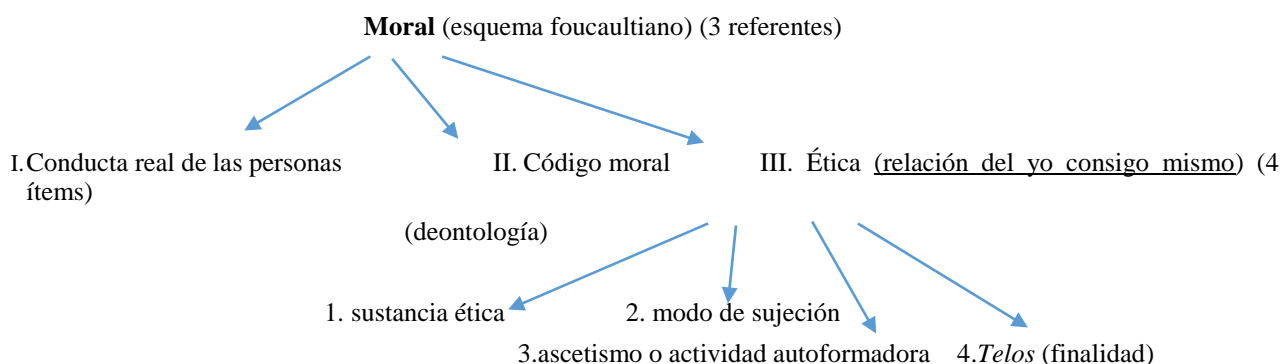 Moral (esquema foucaultiano) (3 referentes)
I.Conducta real de las personas II. Código moral III. Ética (relación del yo consigo mismo) (4
ítems)
(deontología)
1. sustancia ética 2. modo de sujeción
3.ascetismo o actividad autoformadora 4.Telos (finalidad)